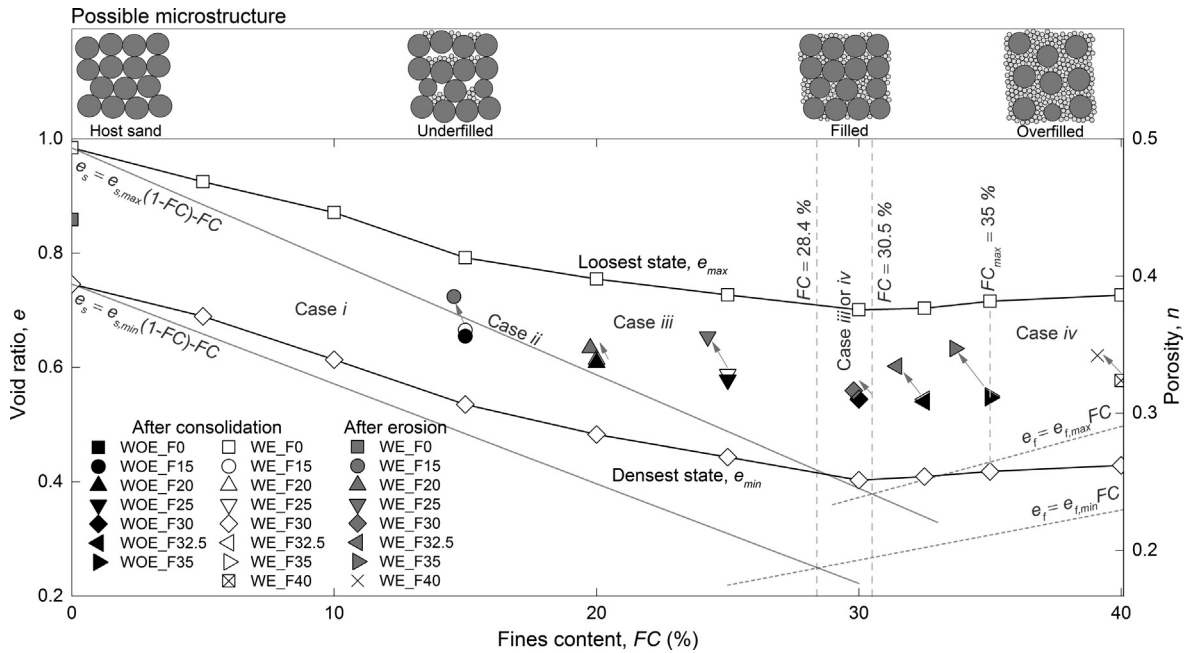 Possible microstructure
Host sand
Underfilled
Filled
Overfilled
1.0
0.8
0.6
0.4
0.2
Void ratio, e
0.5
0.4
0.3
0.2
Porosity, n
0
10
20
30
40
Fines content, FC (%)
e_s = e_s,max(1-FC)-FC
e_s = e_s,min(1-FC)-FC
Loosest state, e_max
Densest state, e_min
Case i
Case ii
Case iii
Case iii or iv
Case iv
FC = 28.4 %
FC = 30.5 %
FC_max = 35 %
e_f = e_f,max FC
e_f = e_f,min FC
After consolidation After erosion
WOE_F0 WE_F0 WE_F0
WOE_F15 WE_F15 WE_F15
WOE_F20 WE_F20 WE_F20
WOE_F25 WE_F25 WE_F25
WOE_F30 WE_F30 WE_F30
WOE_F32.5 WE_F32.5 WE_F32.5
WOE_F35 WE_F35 WE_F35
WE_F40 WE_F40